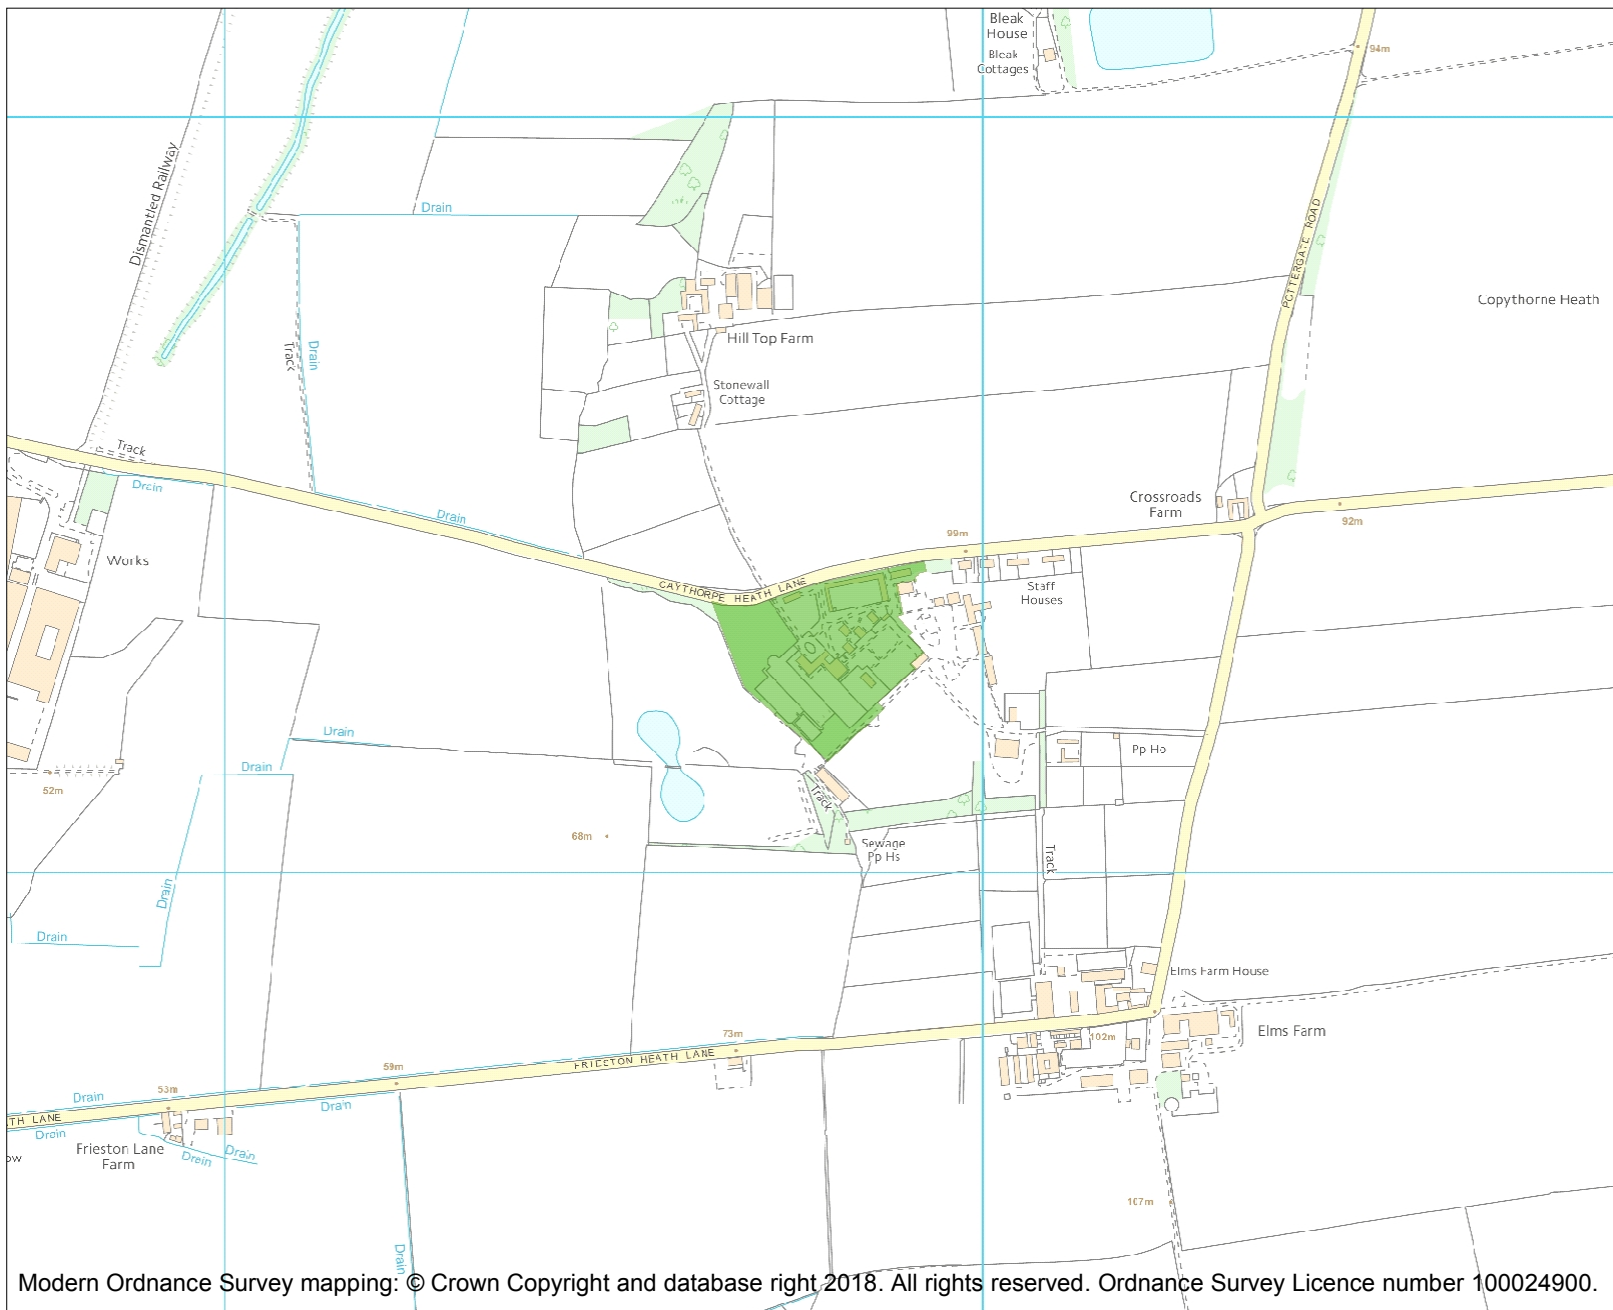 Bleak
House
Bleak
Cottages
94m
Dismantled Railway
Drain
POTTERGATE ROAD
Copythorne Heath
Hill Top Farm
Track
Drain
Stonewall
Cottage
Track
Drain
Drain
Crossroads
Farm
99m
92m
Works
CAYTHORPE HEATH LANE
Staff
Houses
Drain
Drain
Pp Ho
52m
Track
68m
Sewage
Pp Hs
Track
Drain
Drain
Elms Farm House
Elms Farm
73m
102m
FRIESTON HEATH LANE
59m
53m
Drain
Drain
TH LANE
Drain
Frieston Lane
Farm
Drain
Drain
ow
107m
Drain
Modern Ordnance Survey mapping: © Crown Copyright and database right 2018. All rights reserved. Ordnance Survey Licence number 100024900.